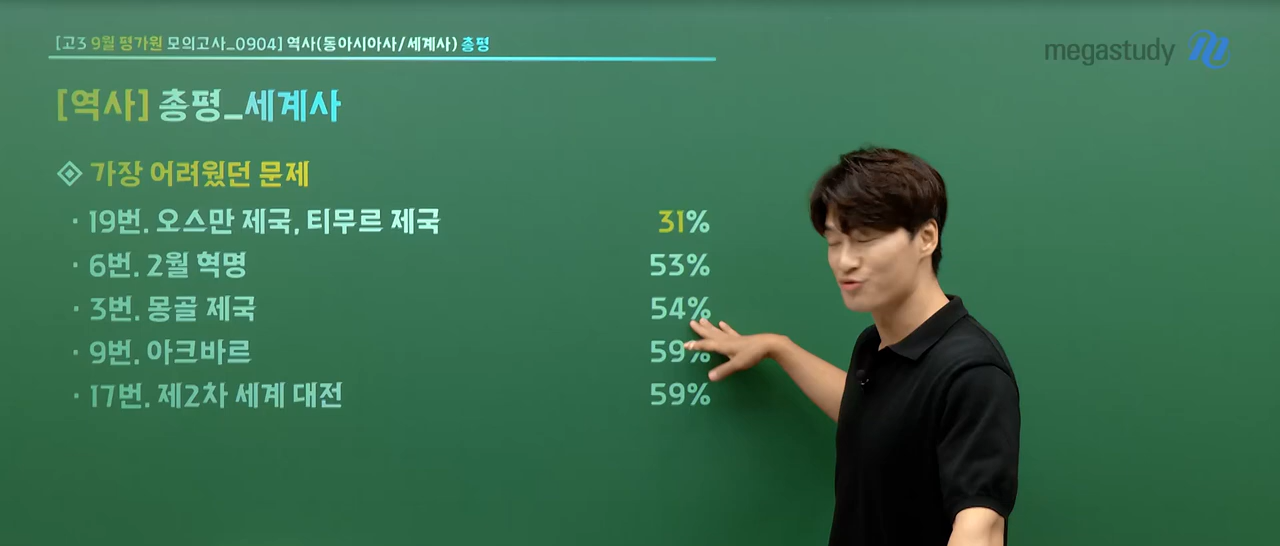 [고3 9월 평가원 모의고사_0904] 역사(동아시아사/세계사) 총평
megastudy
[역사] 총평_세계사
가장 어려웠던 문제
· 19번. 오스만 제국, 티무르 제국 31%
· 6번. 2월 혁명 53%
· 3번. 몽골 제국 54%
· 9번. 아크바르 59%
· 17번. 제2차 세계 대전 59%